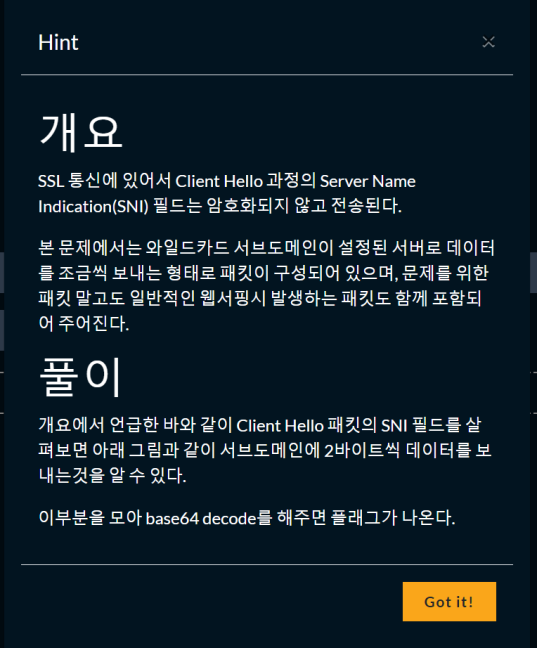 Hint
개요
SSL 통신에 있어서 Client Hello 과정의 Server Name
Indication(SNI) 필드는 암호화되지 않고 전송된다.
본 문제에서는 와일드카드 서브도메인이 설정된 서버로 데이터
를 조금씩 보내는 형태로 패킷이 구성되어 있으며, 문제를 위한
패킷 말고도 일반적인 웹서핑시 발생하는 패킷도 함께 포함되
어 주어진다.
풀이
개요에서 언급한 바와 같이 Client Hello 패킷의 SNI 필드를 살
펴보면 아래 그림과 같이 서브도메인에 2바이트씩 데이터를 보
내는것을 알 수 있다.
이부분을 모아 base64 decode를 해주면 플래그가 나온다.
Got it!